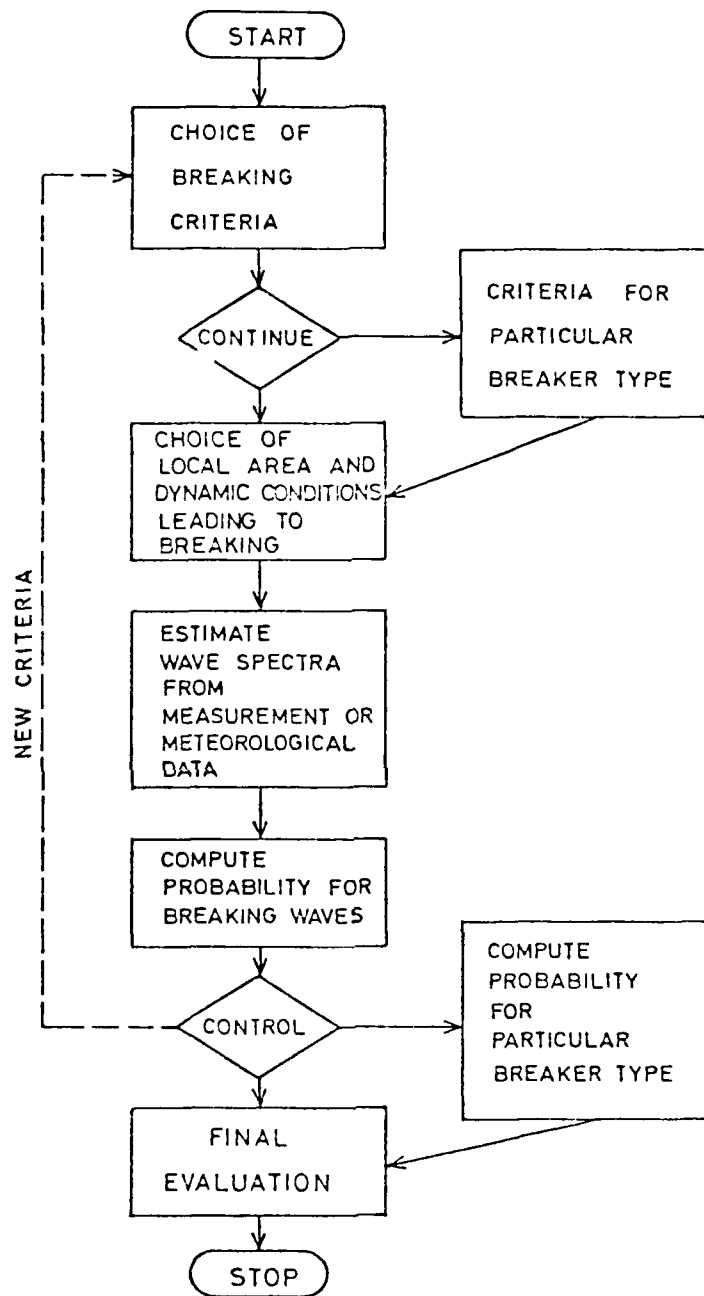 START
CHOICE OF
BREAKING
CRITERIA
CONTINUE
CRITERIA FOR
PARTICULAR
BREAKER TYPE
CHOICE OF
LOCAL AREA AND
DYNAMIC CONDITIONS
LEADING TO
BREAKING
ESTIMATE
WAVE SPECTRA
FROM
MEASUREMENT OR
METEOROLOGICAL
DATA
NEW CRITERIA
COMPUTE
PROBABILITY FOR
BREAKING WAVES
CONTROL
COMPUTE
PROBABILITY
FOR
PARTICULAR
BREAKER TYPE
FINAL
EVALUATION
STOP